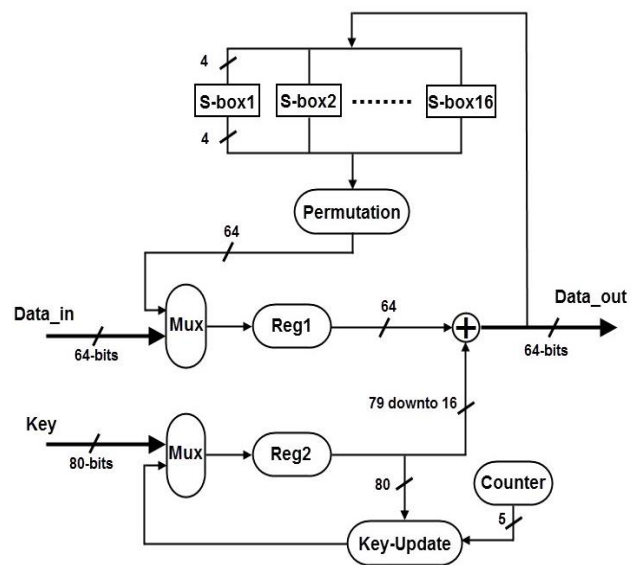 4
S-box1
S-box2
S-box16
4
Permutation
64
Data_in
Mux
Reg1
64
+
Data_out
64-bits
64-bits
79 downto 16
Key
Mux
Reg2
80-bits
80
Counter
5
Key-Update